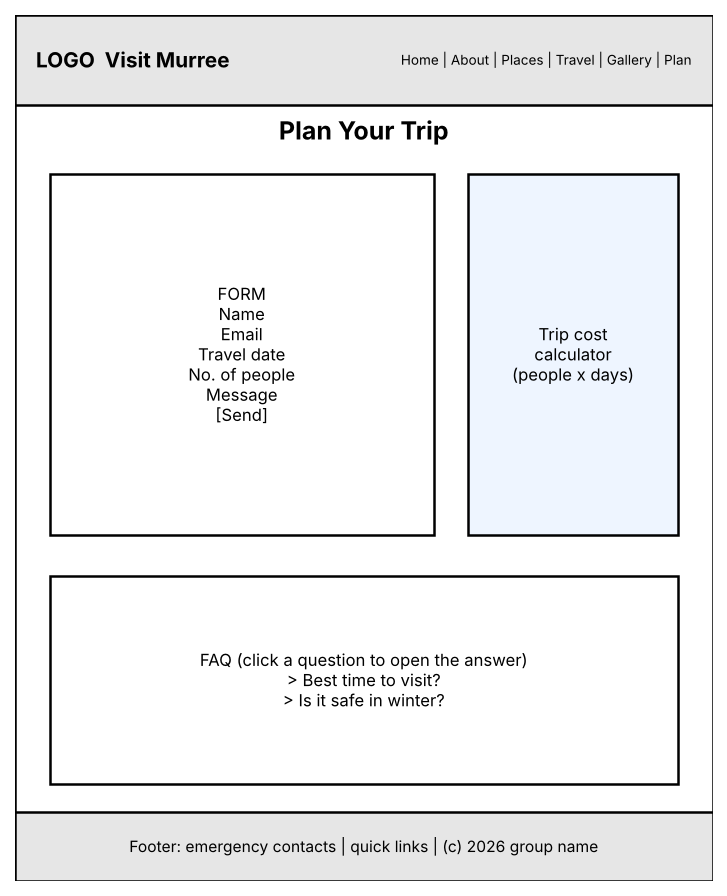 LOGO Visit Murree
Home | About | Places | Travel | Gallery | Plan
Plan Your Trip
FORM
Name
Email
Travel date
No. of people
Message
[Send]
Trip cost
calculator
(people x days)
FAQ (click a question to open the answer)
> Best time to visit?
> Is it safe in winter?
Footer: emergency contacts | quick links | (c) 2026 group name